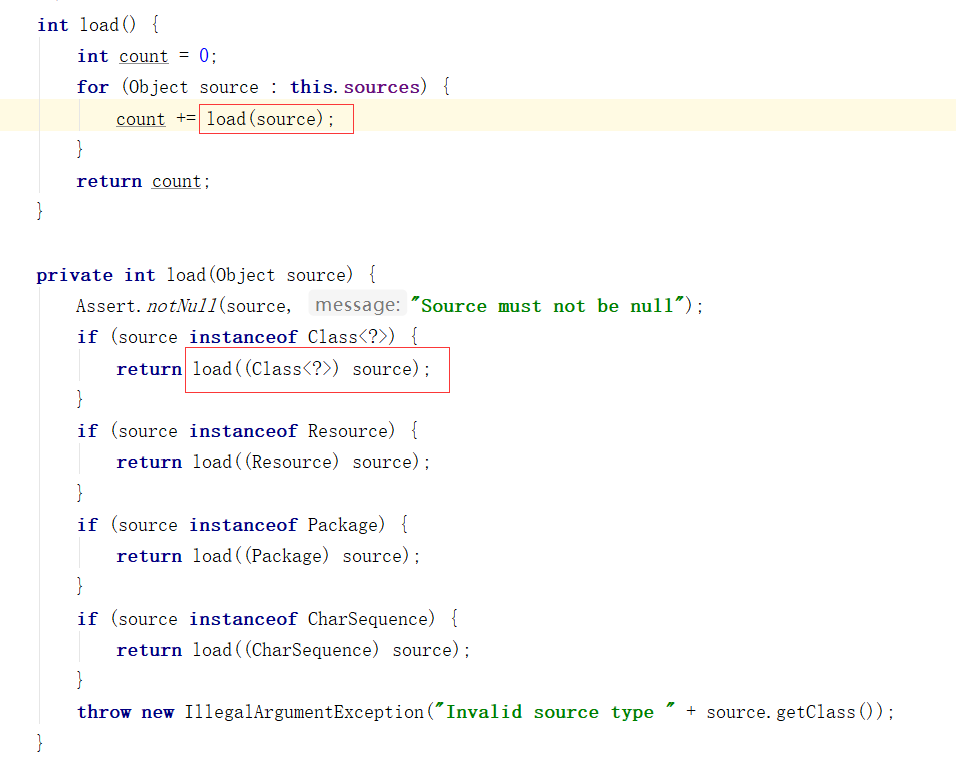 int load() {
int count = 0;
for (Object source : this.sources) {
count += load(source);
}
return count;
}
private int load(Object source) {
Assert.notNull(source, message: "Source must not be null");
if (source instanceof Class<?>) {
return load((Class<?>) source);
}
if (source instanceof Resource) {
return load((Resource) source);
}
if (source instanceof Package) {
return load((Package) source);
}
if (source instanceof CharSequence) {
return load((CharSequence) source);
}
throw new IllegalArgumentException("Invalid source type " + source.getClass());
}